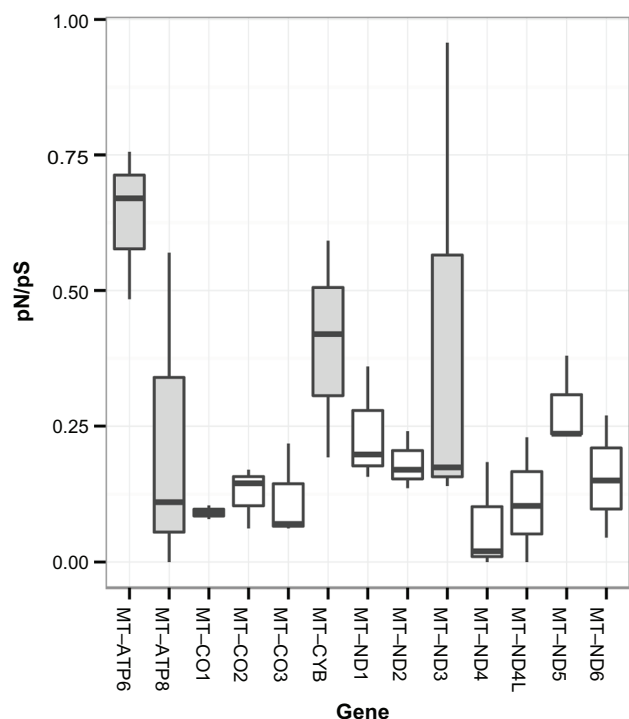 1.00
0.75
0.50
0.25
0.00
pN/pS
MT−ATP6
MT−ATP8
MT−CO1
MT−CO2
MT−CO3
MT−CYB
MT−ND1
MT−ND2
MT−ND3
MT−ND4
MT−ND4L
MT−ND5
MT−ND6
Gene